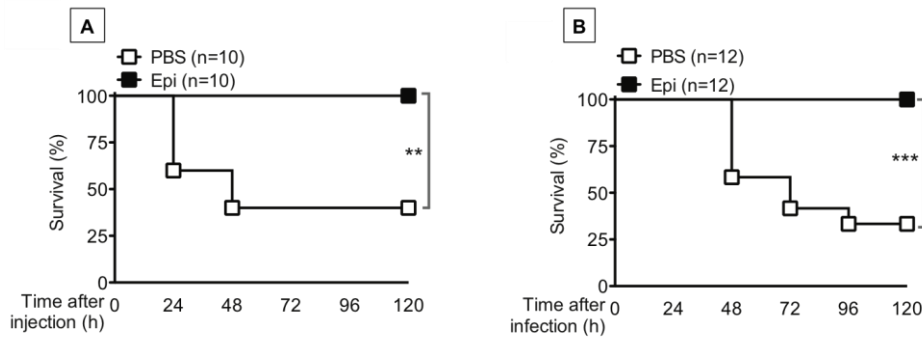 A
PBS (n=10)
Epi (n=10)
100
75
50
25
0
Survival (%)
**
Time after
injection (h)
0 24 48 72 96 120
B
PBS (n=12)
Epi (n=12)
100
75
50
25
0
Survival (%)
***
Time after
infection (h)
0 24 48 72 96 120